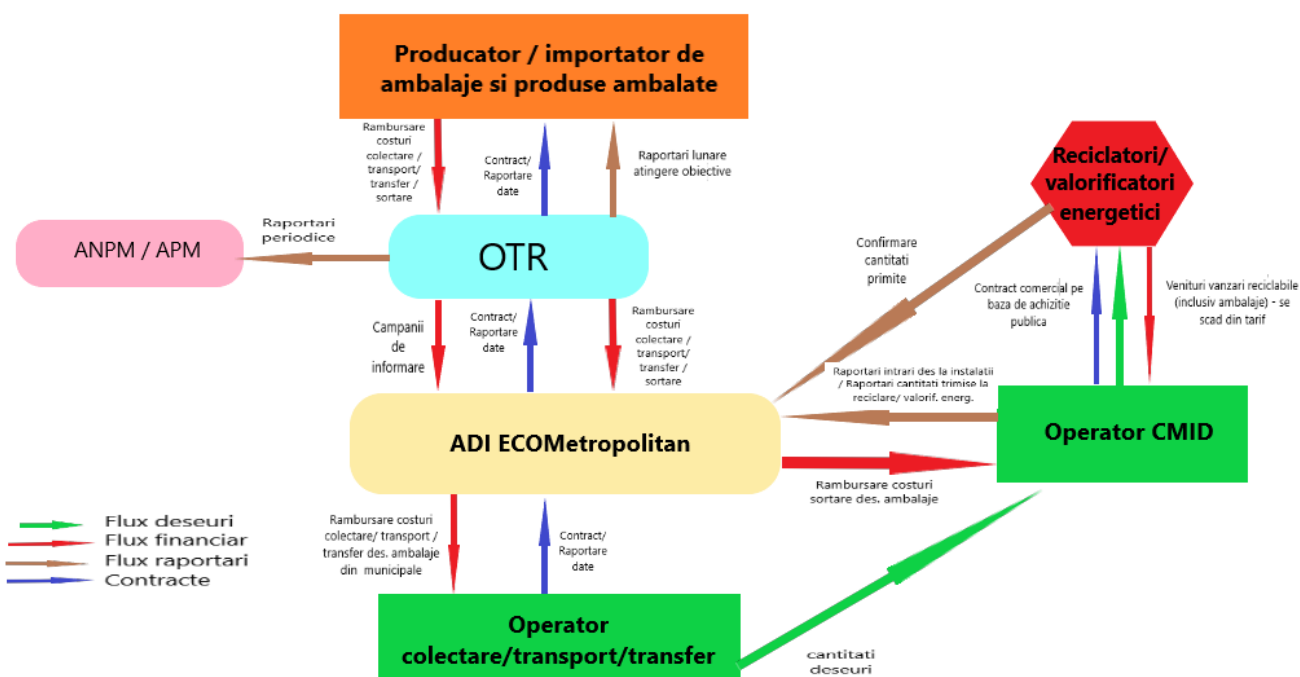 Producator / importator de
ambalaje si produse ambalate
Rambursare
costuri
colectare /
transport/
transfer /
sortare
Contract/
Raportare
date
Raportari lunare
atingere obiective
Reciclatori/
valorificatori
energetici
ANPM / APM
Raportari
periodice
OTR
Confirmare
cantitati
primite
Contract comercial pe
baza de achizitie
publica
Venituri vanzari reciclabile
(inclusiv ambalaje) - se
scad din tarif
Campanii
de
informare
Contract/
Raportare
date
Rambursare
costuri
colectare /
transport/
transfer /
sortare
Raportari intrari des la instalatii
/ Raportari cantitati trimise la
reciclare/ valorif. energ.
ADI ECOMetropolitan
Operator CMID
Rambursare costuri
sortare des. ambalaje
Flux deseuri
Flux financiar
Flux raportari
Contracte
Rambursare costuri
colectare/ transport /
transfer des. ambalaje
din municipale
Contract/
Raportare
date
Operator
colectare/transport/transfer
cantitati
deseuri